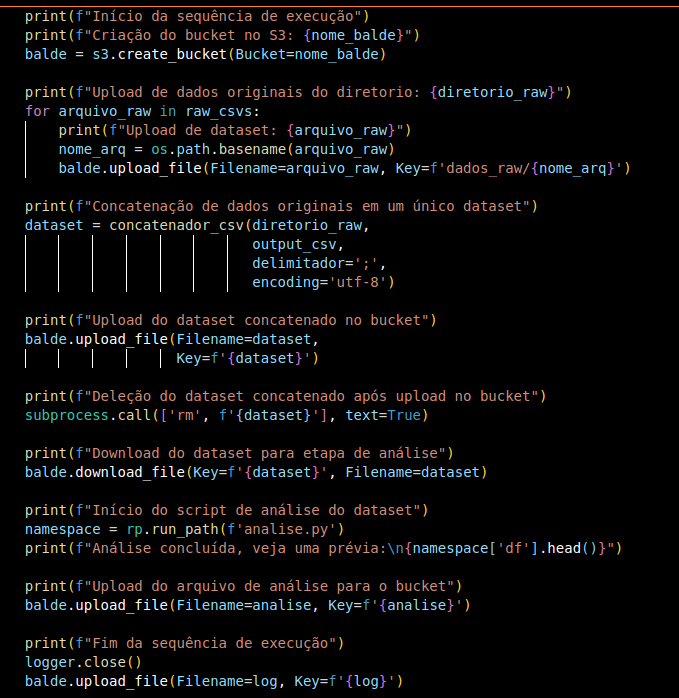 print(f"Início da sequência de execução")
print(f"Criação do bucket no S3: {nome_balde}")
balde = s3.create_bucket(Bucket=nome_balde)
print(f"Upload de dados originais do diretorio: {diretorio_raw}")
for arquivo_raw in raw_csvs:
    print(f"Upload de dataset: {arquivo_raw}")
    nome_arq = os.path.basename(arquivo_raw)
    balde.upload_file(Filename=arquivo_raw, Key=f'dados_raw/{nome_arq}')
print(f"Concatenação de dados originais em um único dataset")
dataset = concatenador_csv(diretorio_raw,
                           output_csv,
                           delimitador=';',
                           encoding='utf-8')
print(f"Upload do dataset concatenado no bucket")
balde.upload_file(Filename=dataset,
                  Key=f'{dataset}')
print(f"Deleção do dataset concatenado após upload no bucket")
subprocess.call(['rm', f'{dataset}'], text=True)
print(f"Download do dataset para etapa de análise")
balde.download_file(Key=f'{dataset}', Filename=dataset)
print(f"Início do script de análise do dataset")
namespace = rp.run_path(f'analise.py')
print(f"Análise concluída, veja uma prévia:\n{namespace['df'].head()}")
print(f"Upload do arquivo de análise para o bucket")
balde.upload_file(Filename=analise, Key=f'{analise}')
print(f"Fim da sequência de execução")
logger.close()
balde.upload_file(Filename=log, Key=f'{log}')